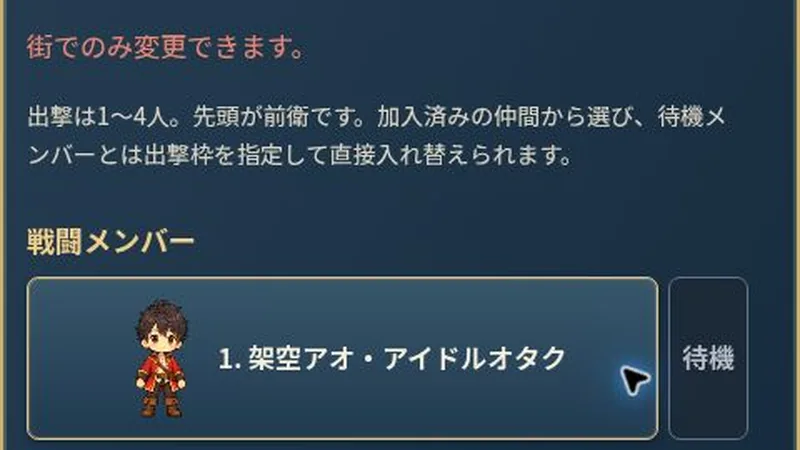 街でのみ変更できます。
出撃は1〜4人。先頭が前衛です。加入済みの仲間から選び、待機メ
ンバーとは出撃枠を指定して直接入れ替えられます。
戦闘メンバー
1. 架空アオ・アイドルオタク
待機